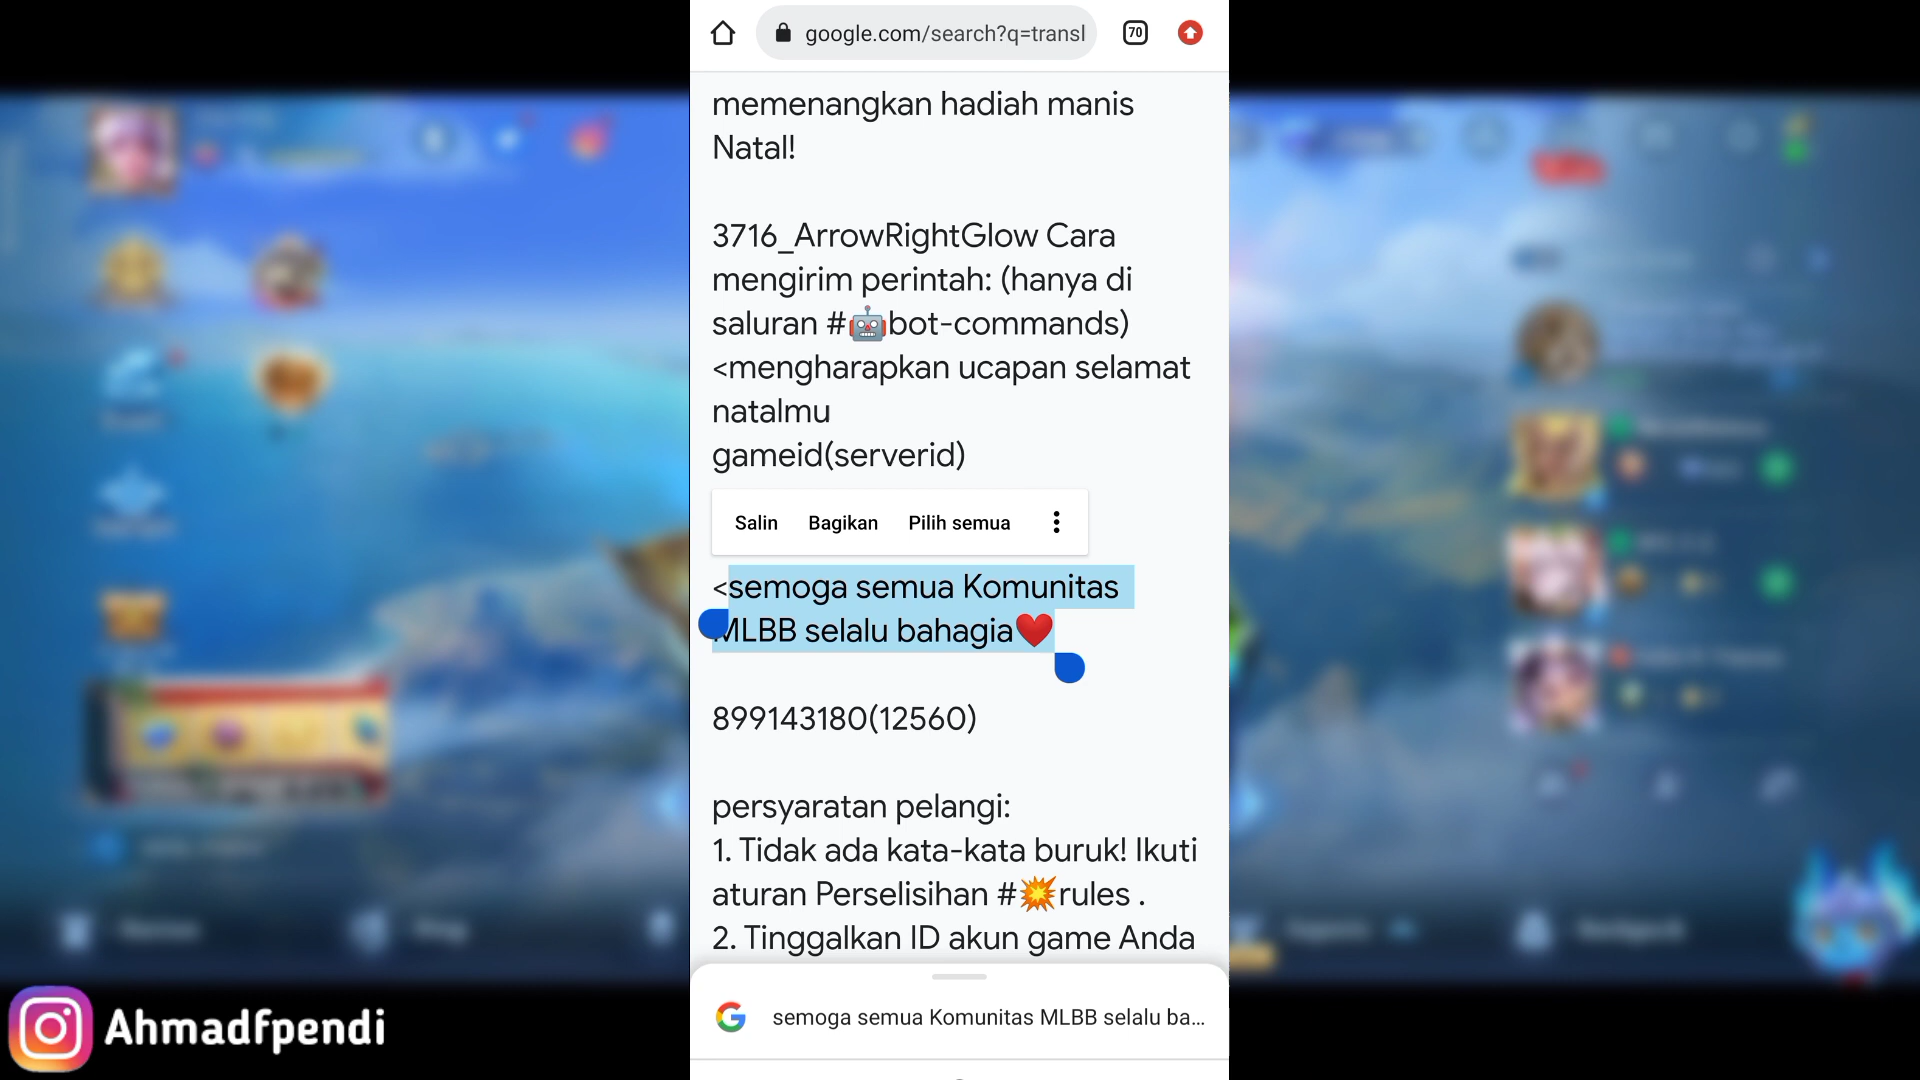 google.com/search?q=transl
70
memenangkan hadiah manis
Natal!
3716_ArrowRightGlow Cara
mengirim perintah: (hanya di
saluran #🤖bot-commands)
<mengharapkan ucapan selamat
natalmu
gameid(serverid)
Salin Bagikan Pilih semua
<semoga semua Komunitas
MLBB selalu bahagia❤️
899143180(12560)
persyaratan pelangi:
1. Tidak ada kata-kata buruk! Ikuti
aturan Perselisihan #💥rules .
2. Tinggalkan ID akun game Anda
semoga semua Komunitas MLBB selalu ba...
Ahmadfpendi